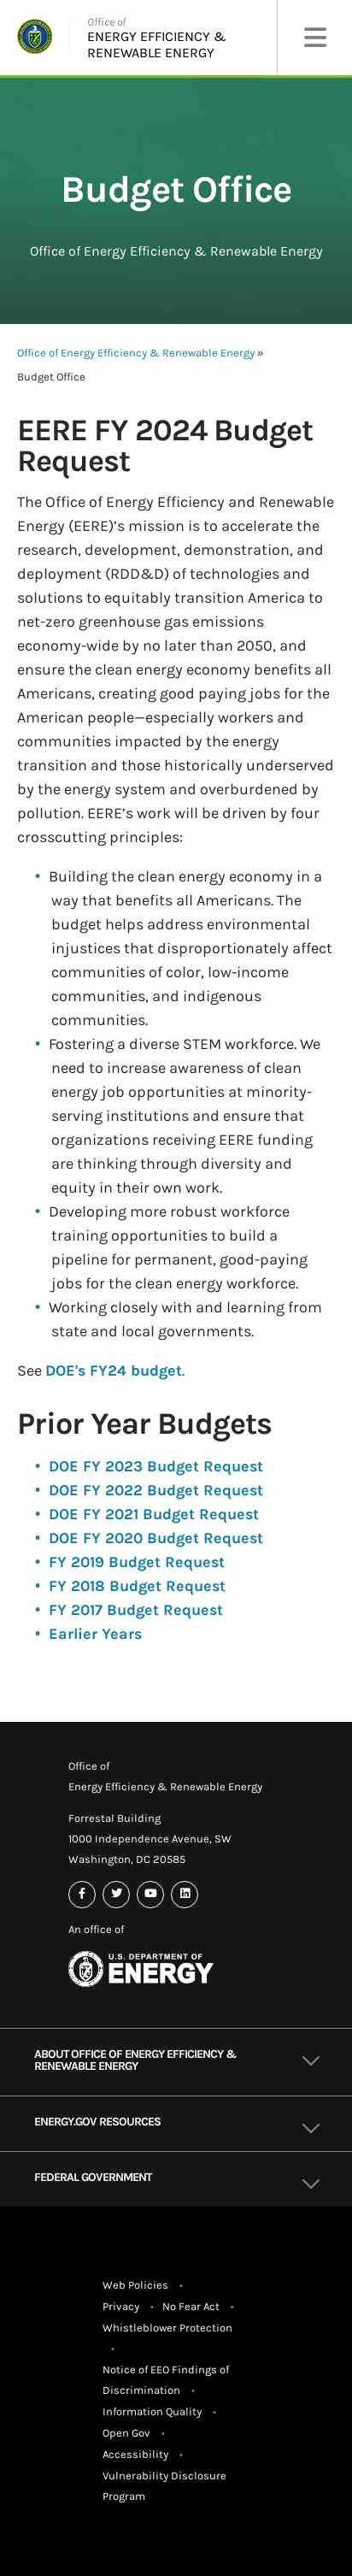 Office of
ENERGY EFFICIENCY &
RENEWABLE ENERGY
Budget Office
Office of Energy Efficiency & Renewable Energy
Office of Energy Efficiency & Renewable Energy »
Budget Office
EERE FY 2024 Budget
Request
The Office of Energy Efficiency and Renewable
Energy (EERE)’s mission is to accelerate the
research, development, demonstration, and
deployment (RDD&D) of technologies and
solutions to equitably transition America to
net-zero greenhouse gas emissions
economy-wide by no later than 2050, and
ensure the clean energy economy benefits all
Americans, creating good paying jobs for the
American people—especially workers and
communities impacted by the energy
transition and those historically underserved
by the energy system and overburdened by
pollution. EERE’s work will be driven by four
crosscutting principles:
• Building the clean energy economy in a
way that benefits all Americans. The
budget helps address environmental
injustices that disproportionately affect
communities of color, low-income
communities, and indigenous
communities.
• Fostering a diverse STEM workforce. We
need to increase awareness of clean
energy job opportunities at minority-
serving institutions and ensure that
organizations receiving EERE funding
are thinking through diversity and
equity in their own work.
• Developing more robust workforce
training opportunities to build a
pipeline for permanent, good-paying
jobs for the clean energy workforce.
• Working closely with and learning from
state and local governments.
See DOE's FY24 budget.
Prior Year Budgets
• DOE FY 2023 Budget Request
• DOE FY 2022 Budget Request
• DOE FY 2021 Budget Request
• DOE FY 2020 Budget Request
• FY 2019 Budget Request
• FY 2018 Budget Request
• FY 2017 Budget Request
• Earlier Years
Office of
Energy Efficiency & Renewable Energy
Forrestal Building
1000 Independence Avenue, SW
Washington, DC 20585
An office of
U.S. DEPARTMENT OF
ENERGY
ABOUT OFFICE OF ENERGY EFFICIENCY &
RENEWABLE ENERGY
ENERGY.GOV RESOURCES
FEDERAL GOVERNMENT
Web Policies •
Privacy • No Fear Act •
Whistleblower Protection
•
Notice of EEO Findings of
Discrimination •
Information Quality •
Open Gov •
Accessibility •
Vulnerability Disclosure
Program